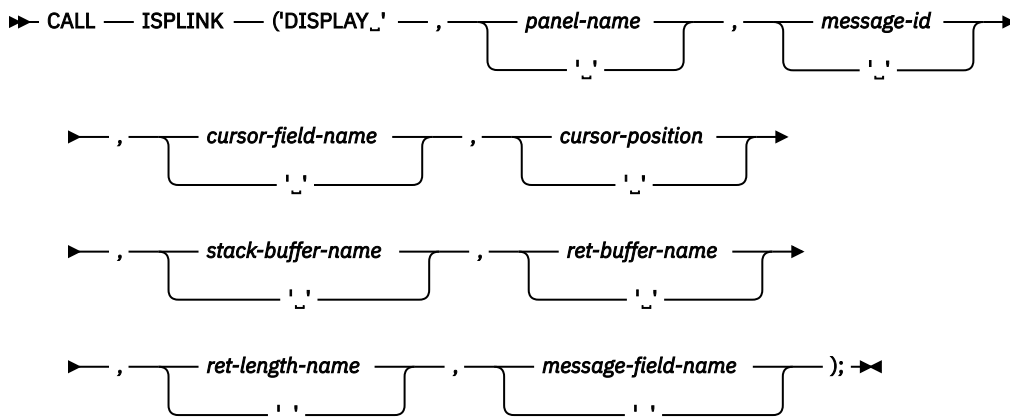 CALL ISPLINK ('DISPLAY␣' , panel-name , message-id
'␣' '␣'
, cursor-field-name , cursor-position
'␣' '␣'
, stack-buffer-name , ret-buffer-name
'␣' '␣'
, ret-length-name , message-field-name );
' ' ' '